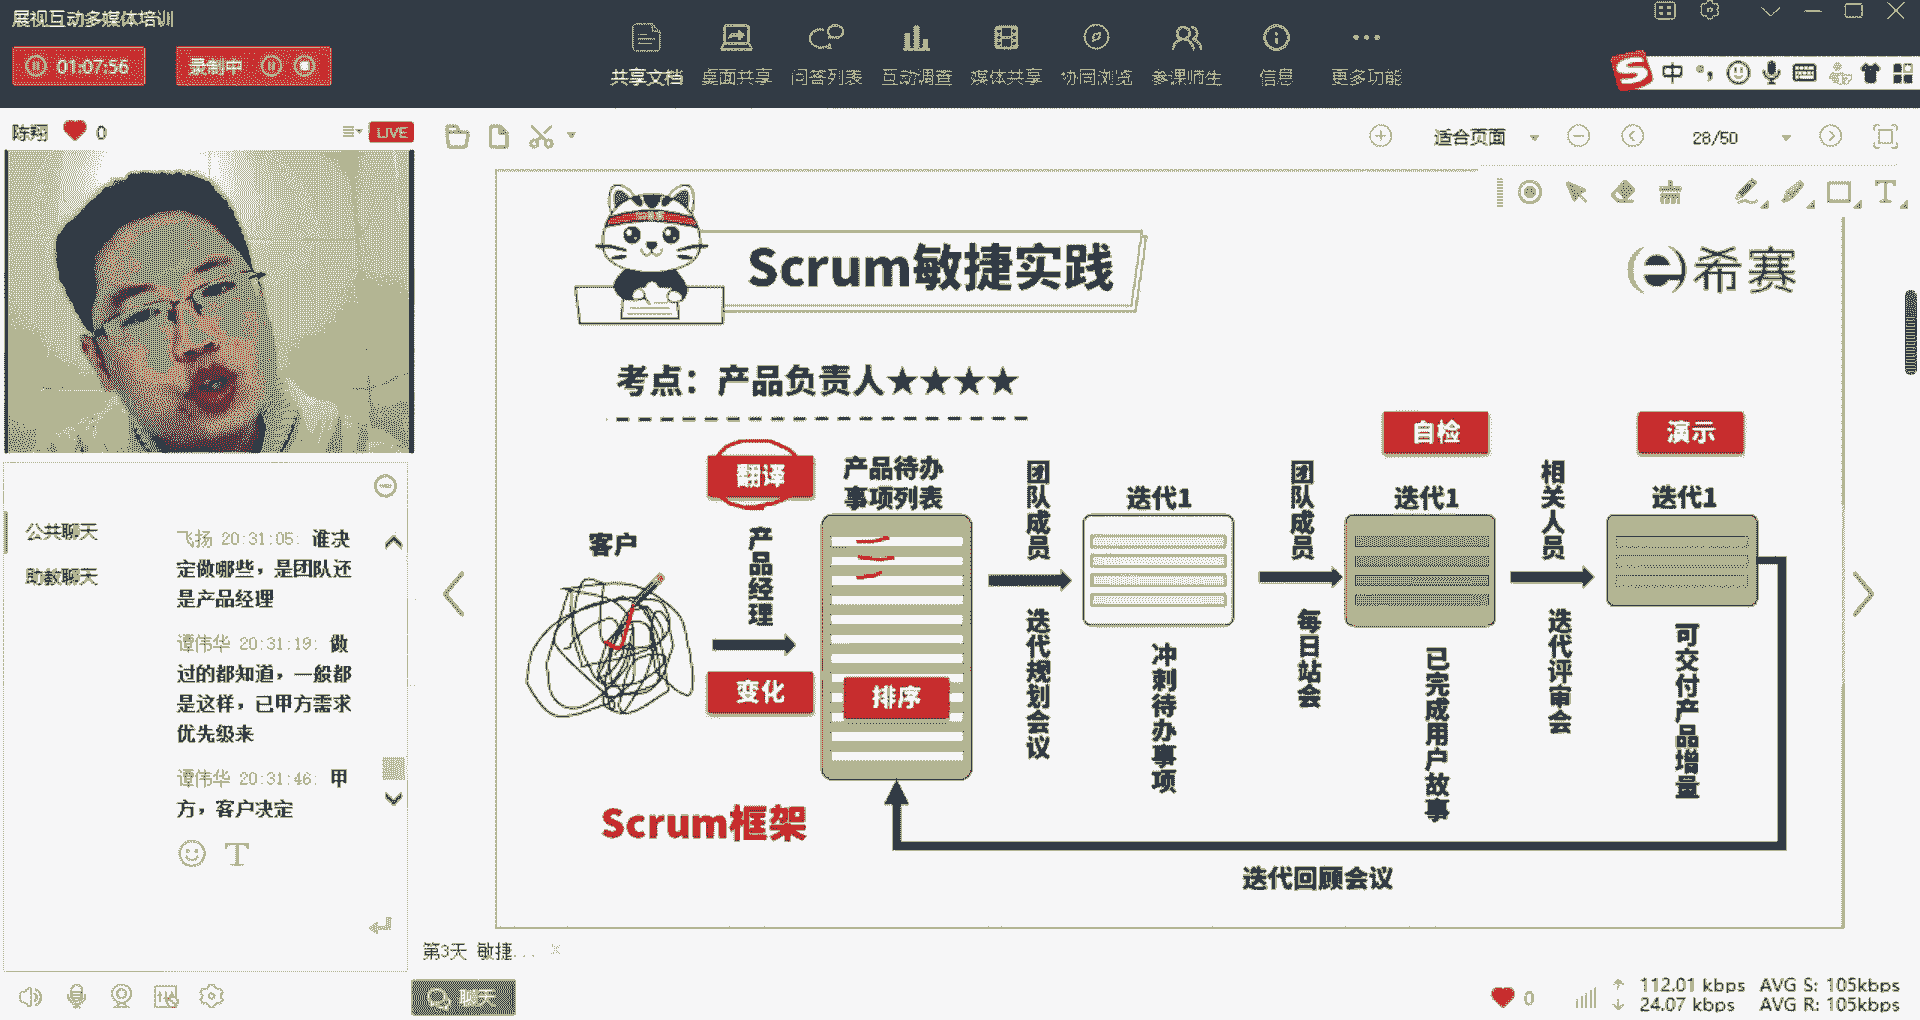 展视互动多媒体培训
01:07:56
录制中
共享文档
桌面共享
问答列表
互动调查
媒体共享
协同浏览
参课师生
信息
更多功能
中
陈翔
0
LIVE
适合页面
28/50
Scrum敏捷实践
希赛
考点：产品负责人★★★★
客户
翻译
产品经理
变化
产品待办
事项列表
排序
团队成员
迭代规划会议
迭代1
冲刺待办事项
团队成员
每日站会
自检
迭代1
已完成用户故事
相关人员
迭代评审会
演示
迭代1
可交付产品增量
Scrum框架
迭代回顾会议
公共聊天
助教聊天
飞扬 20:31:05: 谁决
定做哪些，是团队还
是产品经理
谭伟华 20:31:19: 做
过的都知道，一般都
是这样，已甲方需求
优先级来
谭伟华 20:31:46: 甲
方，客户决定
第3天 敏捷...
聊天
0
112.01 kbps
AVG S: 105kbps
24.07 kbps
AVG R: 105kbps